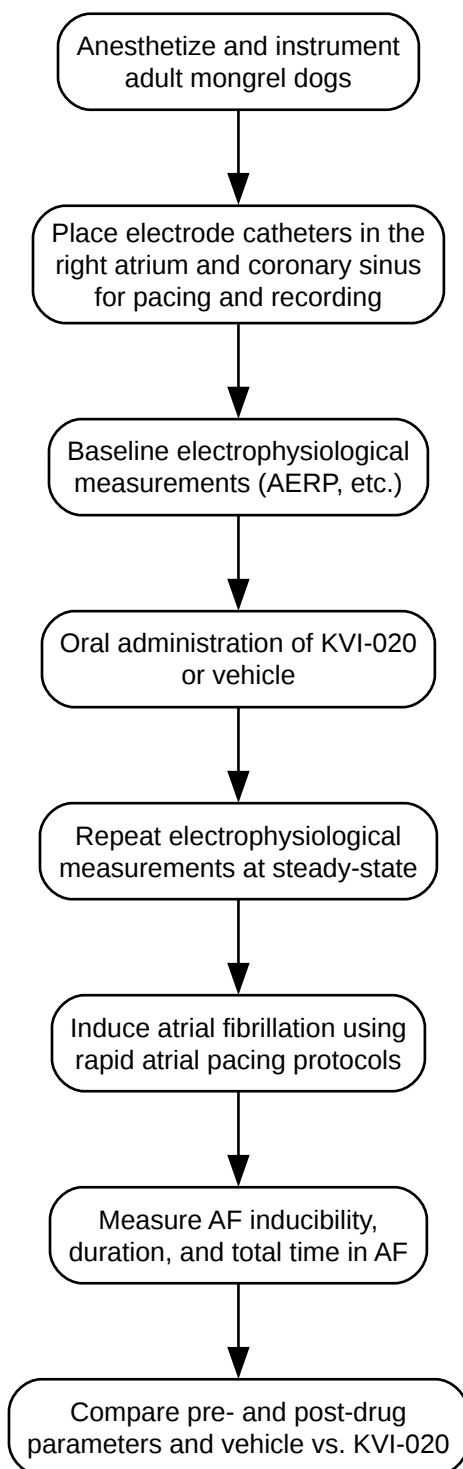 Anesthetize and instrument
adult mongrel dogs
Place electrode catheters in the
right atrium and coronary sinus
for pacing and recording
Baseline electrophysiological
measurements (AERP, etc.)
Oral administration of KVI-020
or vehicle
Repeat electrophysiological
measurements at steady-state
Induce atrial fibrillation using
rapid atrial pacing protocols
Measure AF inducibility,
duration, and total time in AF
Compare pre- and post-drug
parameters and vehicle vs. KVI-020